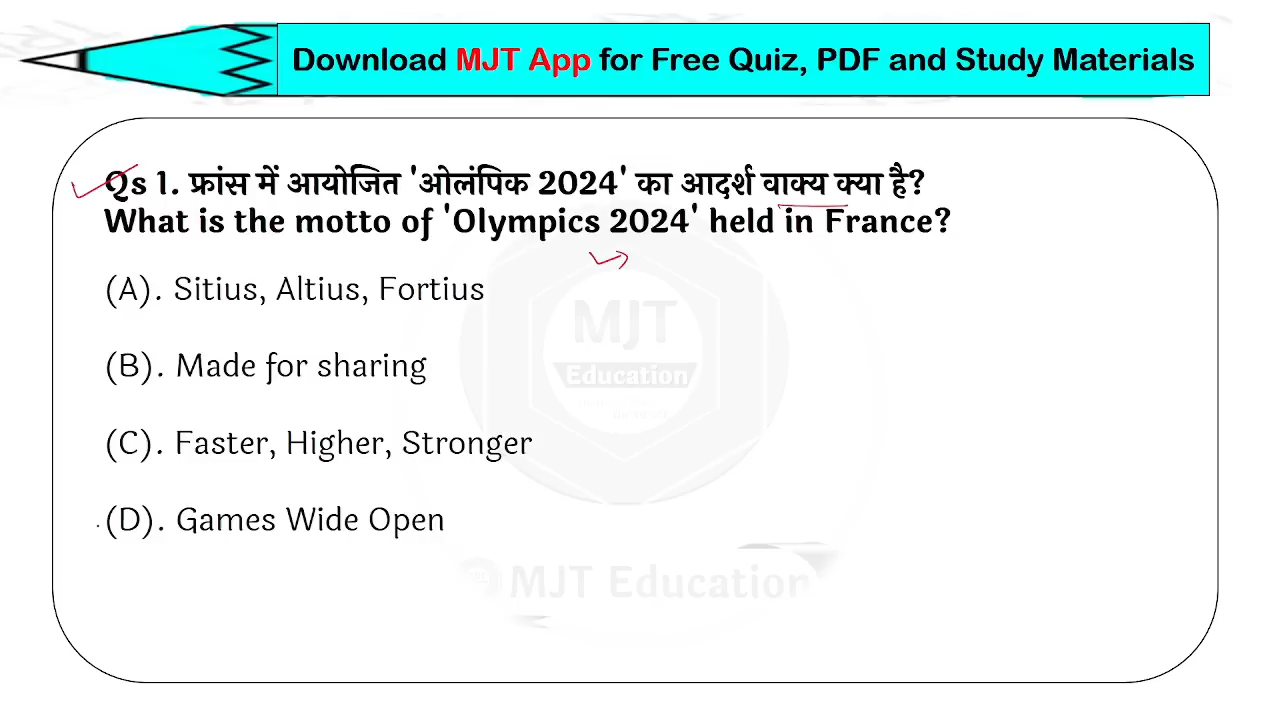 Download MJT App for Free Quiz, PDF and Study Materials
Qs 1. फ्रांस में आयोजित 'ओलंपिक 2024' का आदर्श वाक्य क्या है?
What is the motto of 'Olympics 2024' held in France?
(A). Sitius, Altius, Fortius
MJT
(B). Made for sharing
Education
(C). Faster, Higher, Stronger
(D). Games Wide Open
MJT Education